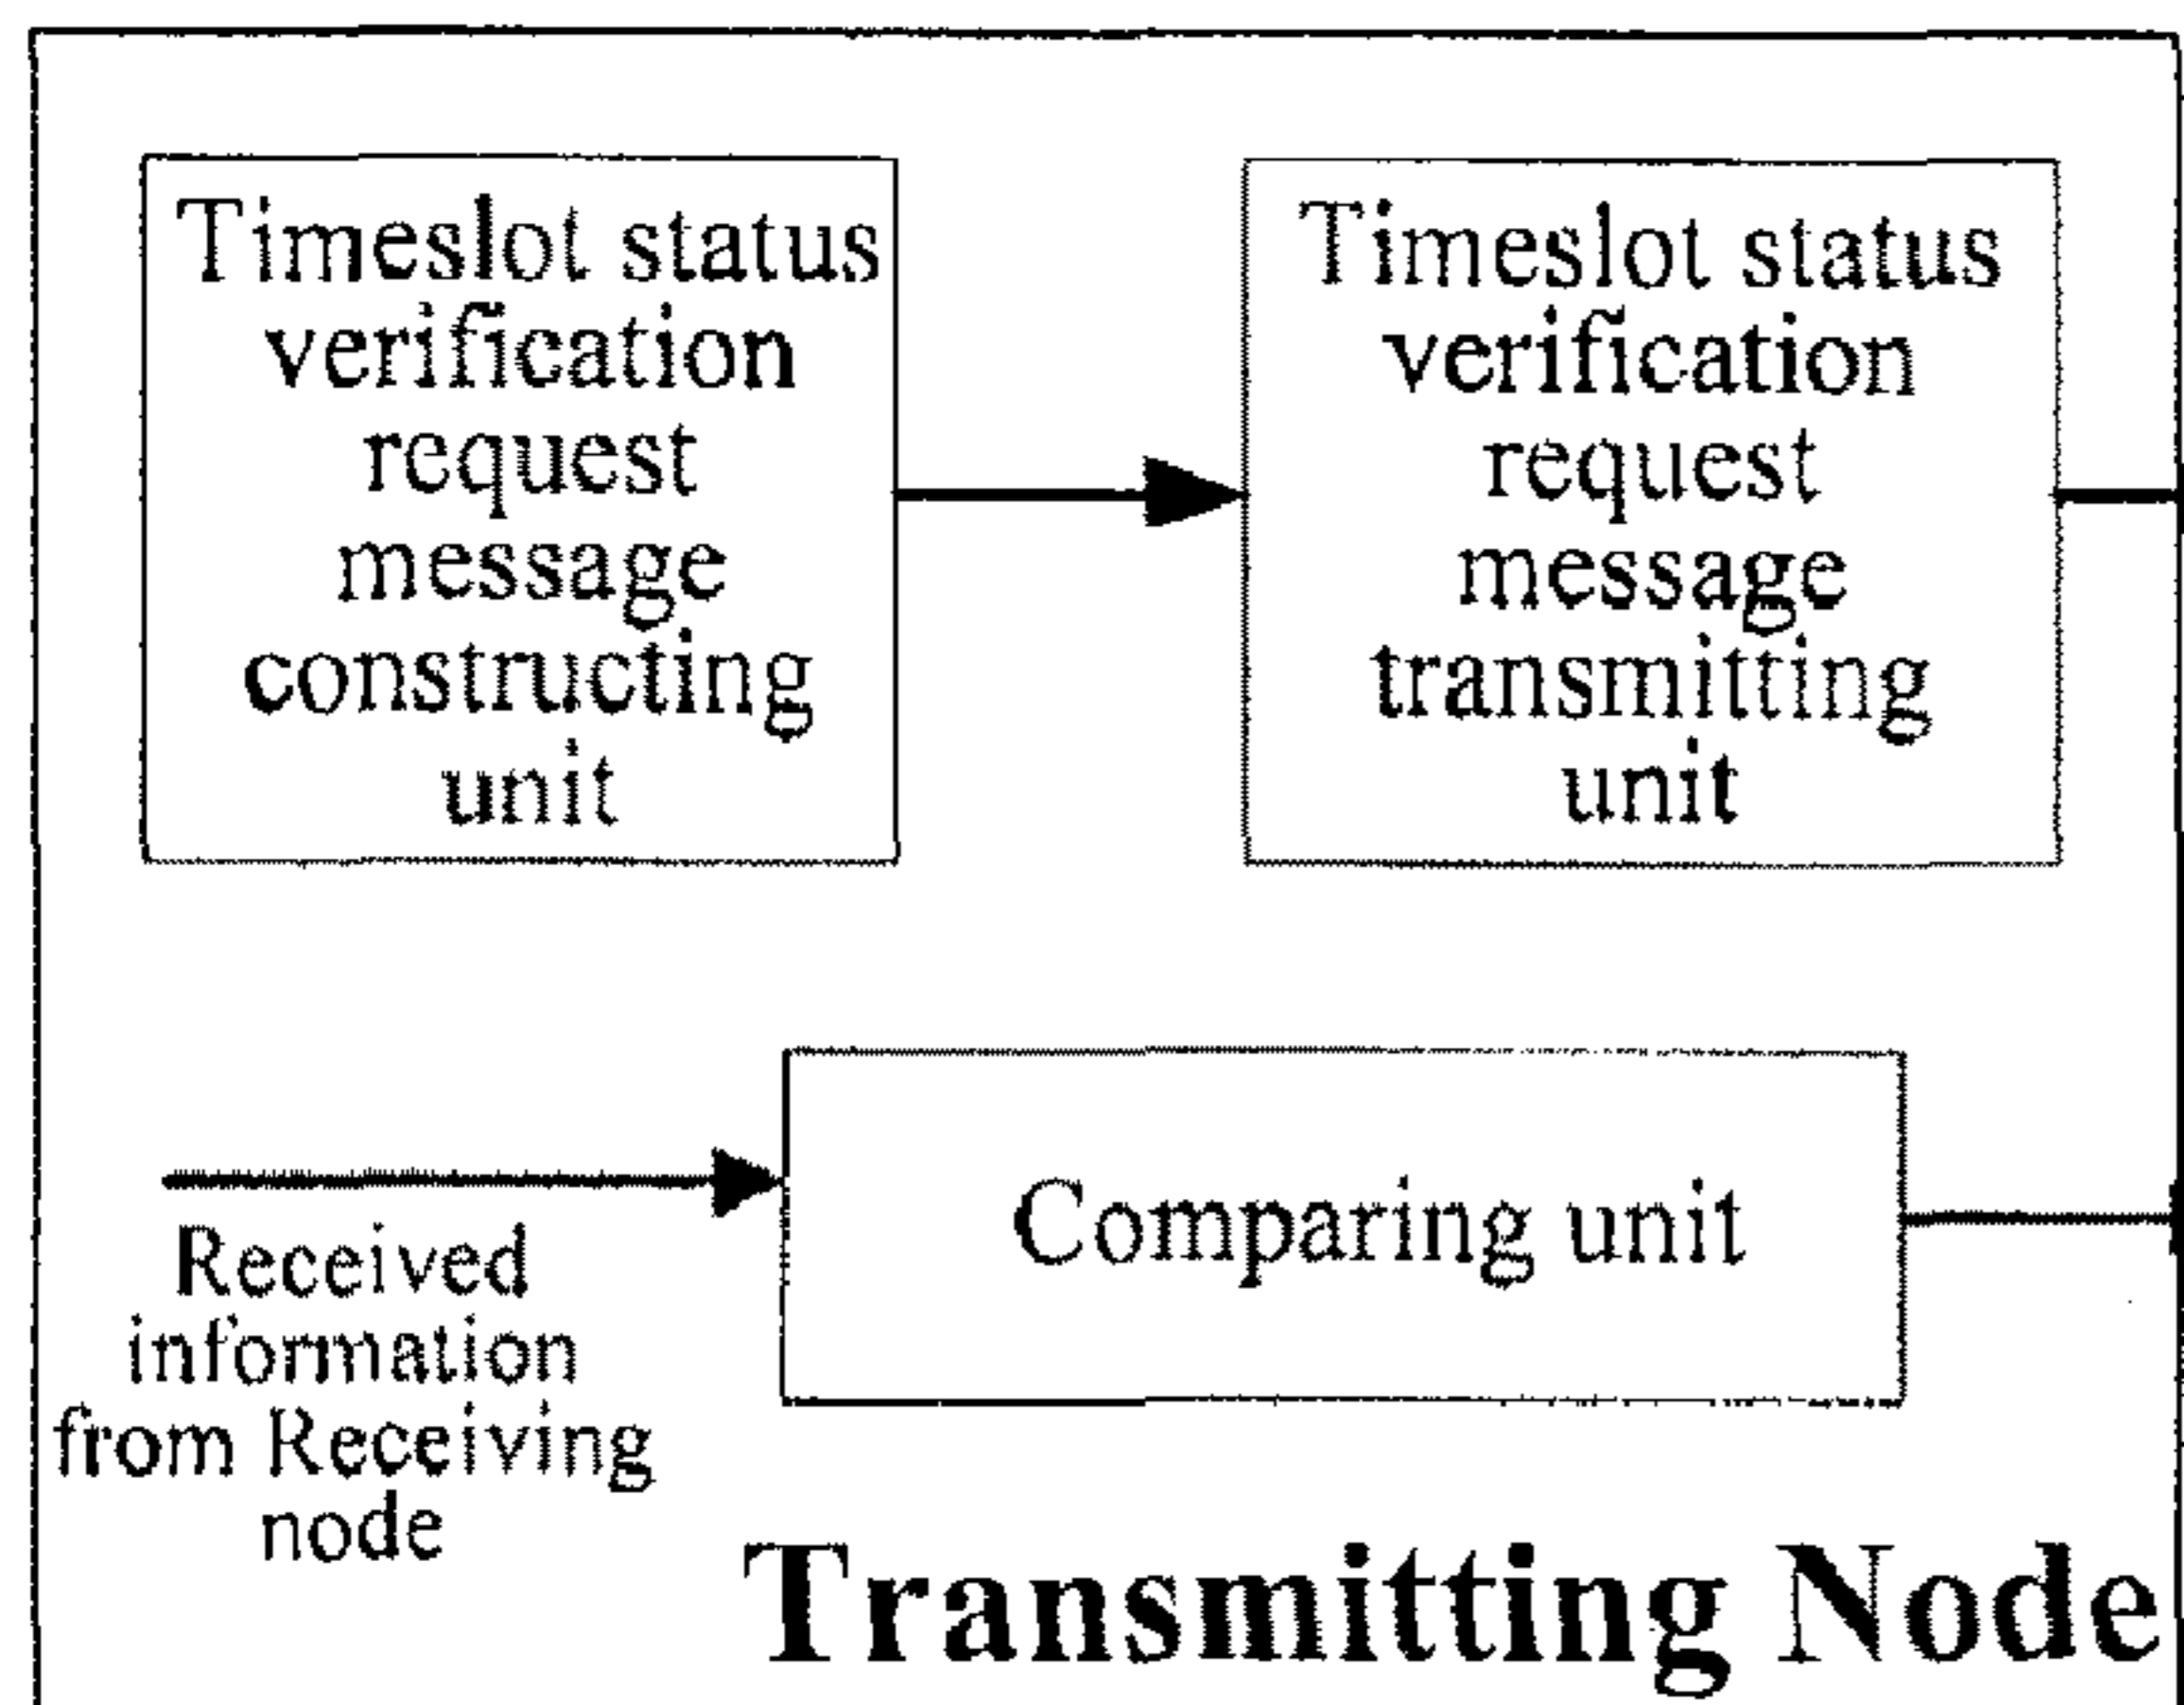 Timeslot status
verification
request
message
constructing
unit
Timeslot status
verification
request
message
transmitting
unit
Comparing unit
Received
information
from Receiving
node
Transmitting Node